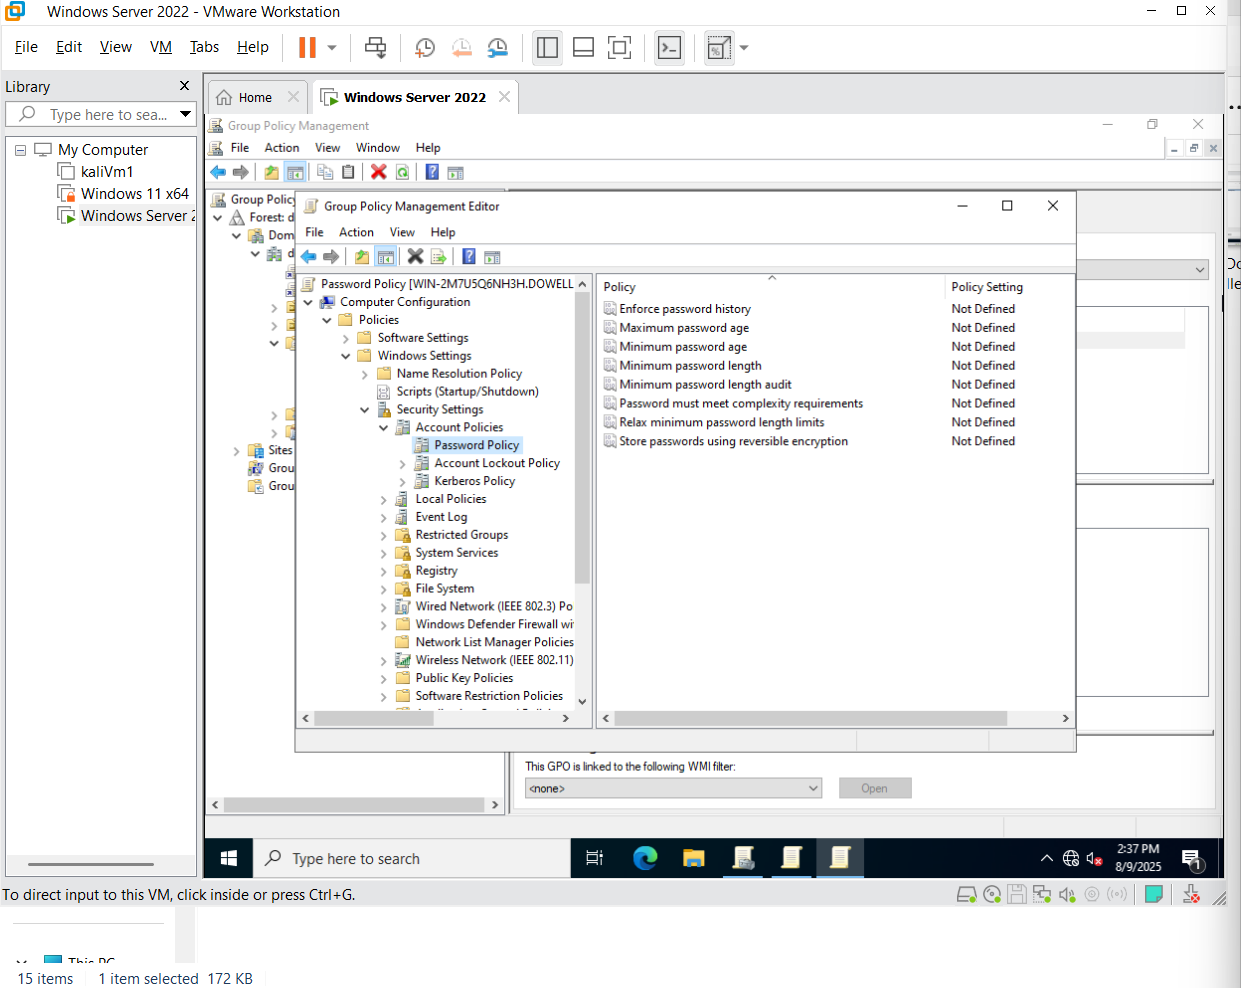 Windows Server 2022 - VMware Workstation
File Edit View VM Tabs Help
Library
Type here to sea...
My Computer
kaliVm1
Windows 11 x64
Windows Server 2
Home
Windows Server 2022
Group Policy Management
File Action View Window Help
Group Policy
Forest: d
Dom
d
Sites
Grou
Grou
Group Policy Management Editor
File Action View Help
Password Policy [WIN-2M7U5Q6NH3H.DOWELL
Computer Configuration
Policies
Software Settings
Windows Settings
Name Resolution Policy
Scripts (Startup/Shutdown)
Security Settings
Account Policies
Password Policy
Account Lockout Policy
Kerberos Policy
Local Policies
Event Log
Restricted Groups
System Services
Registry
File System
Wired Network (IEEE 802.3) Po
Windows Defender Firewall wi
Network List Manager Policies
Wireless Network (IEEE 802.11)
Public Key Policies
Software Restriction Policies
Policy Policy Setting
Enforce password history Not Defined
Maximum password age Not Defined
Minimum password age Not Defined
Minimum password length Not Defined
Minimum password length audit Not Defined
Password must meet complexity requirements Not Defined
Relax minimum password length limits Not Defined
Store passwords using reversible encryption Not Defined
This GPO is linked to the following WMI filter:
<none> Open
Type here to search
2:37 PM
8/9/2025
1
To direct input to this VM, click inside or press Ctrl+G.
This PC
15 items 1 item selected 172 KB